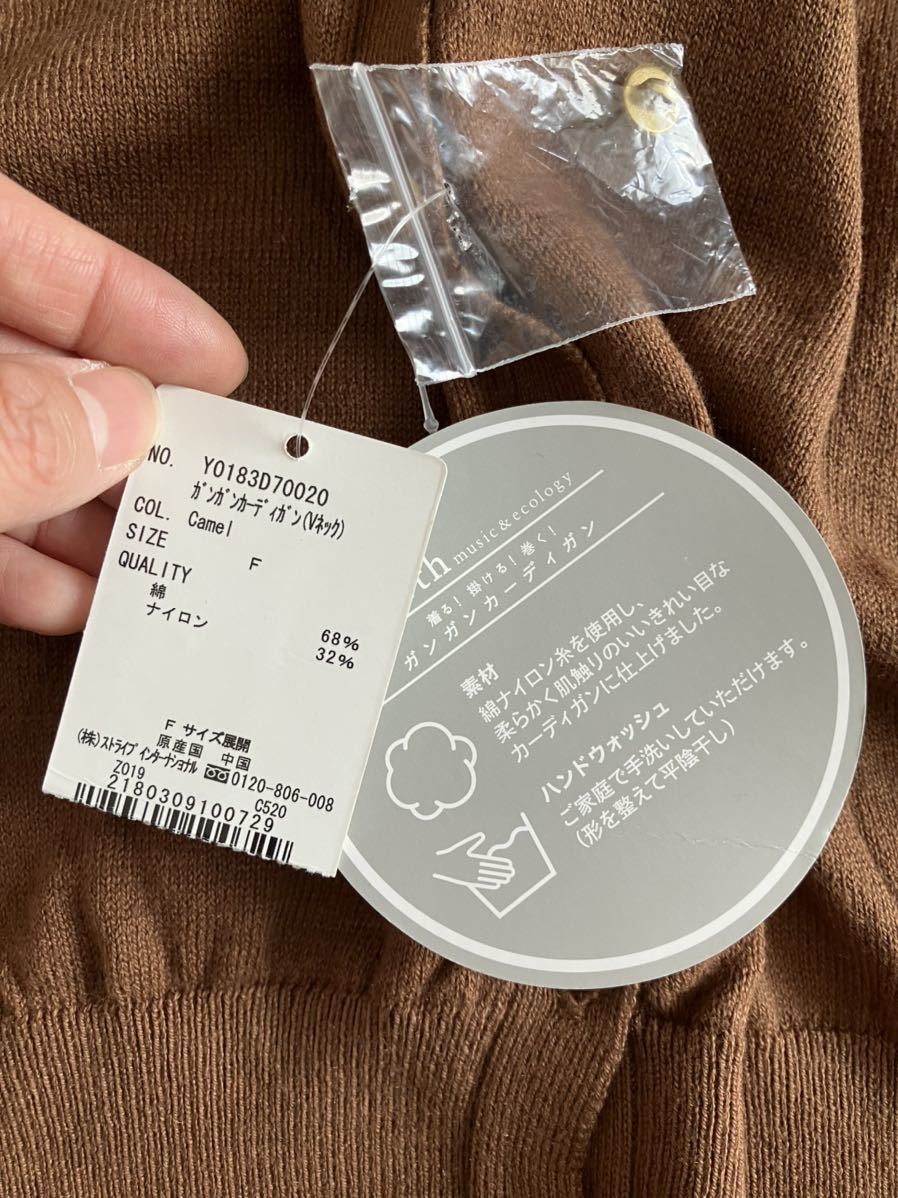 NO. Y0183D70020
ガンガンカーディガン(Vネック)
COL. Camel
SIZE F
QUALITY
綿 68%
ナイロン 32%
F サイズ展開
原産国 中国
(株)ストライプ インターナショナル
Z019 0120-806-008
C520
2180309100729
th music&ecology
着る! 掛ける! 巻く!
ガンガンカーディガン
素材
綿ナイロン糸を使用し、
柔らかく肌触りのいいきれい目な
カーディガンに仕上げました。
ハンドウォッシュ
ご家庭で手洗いしていただけます。
(形を整えて平陰干し)